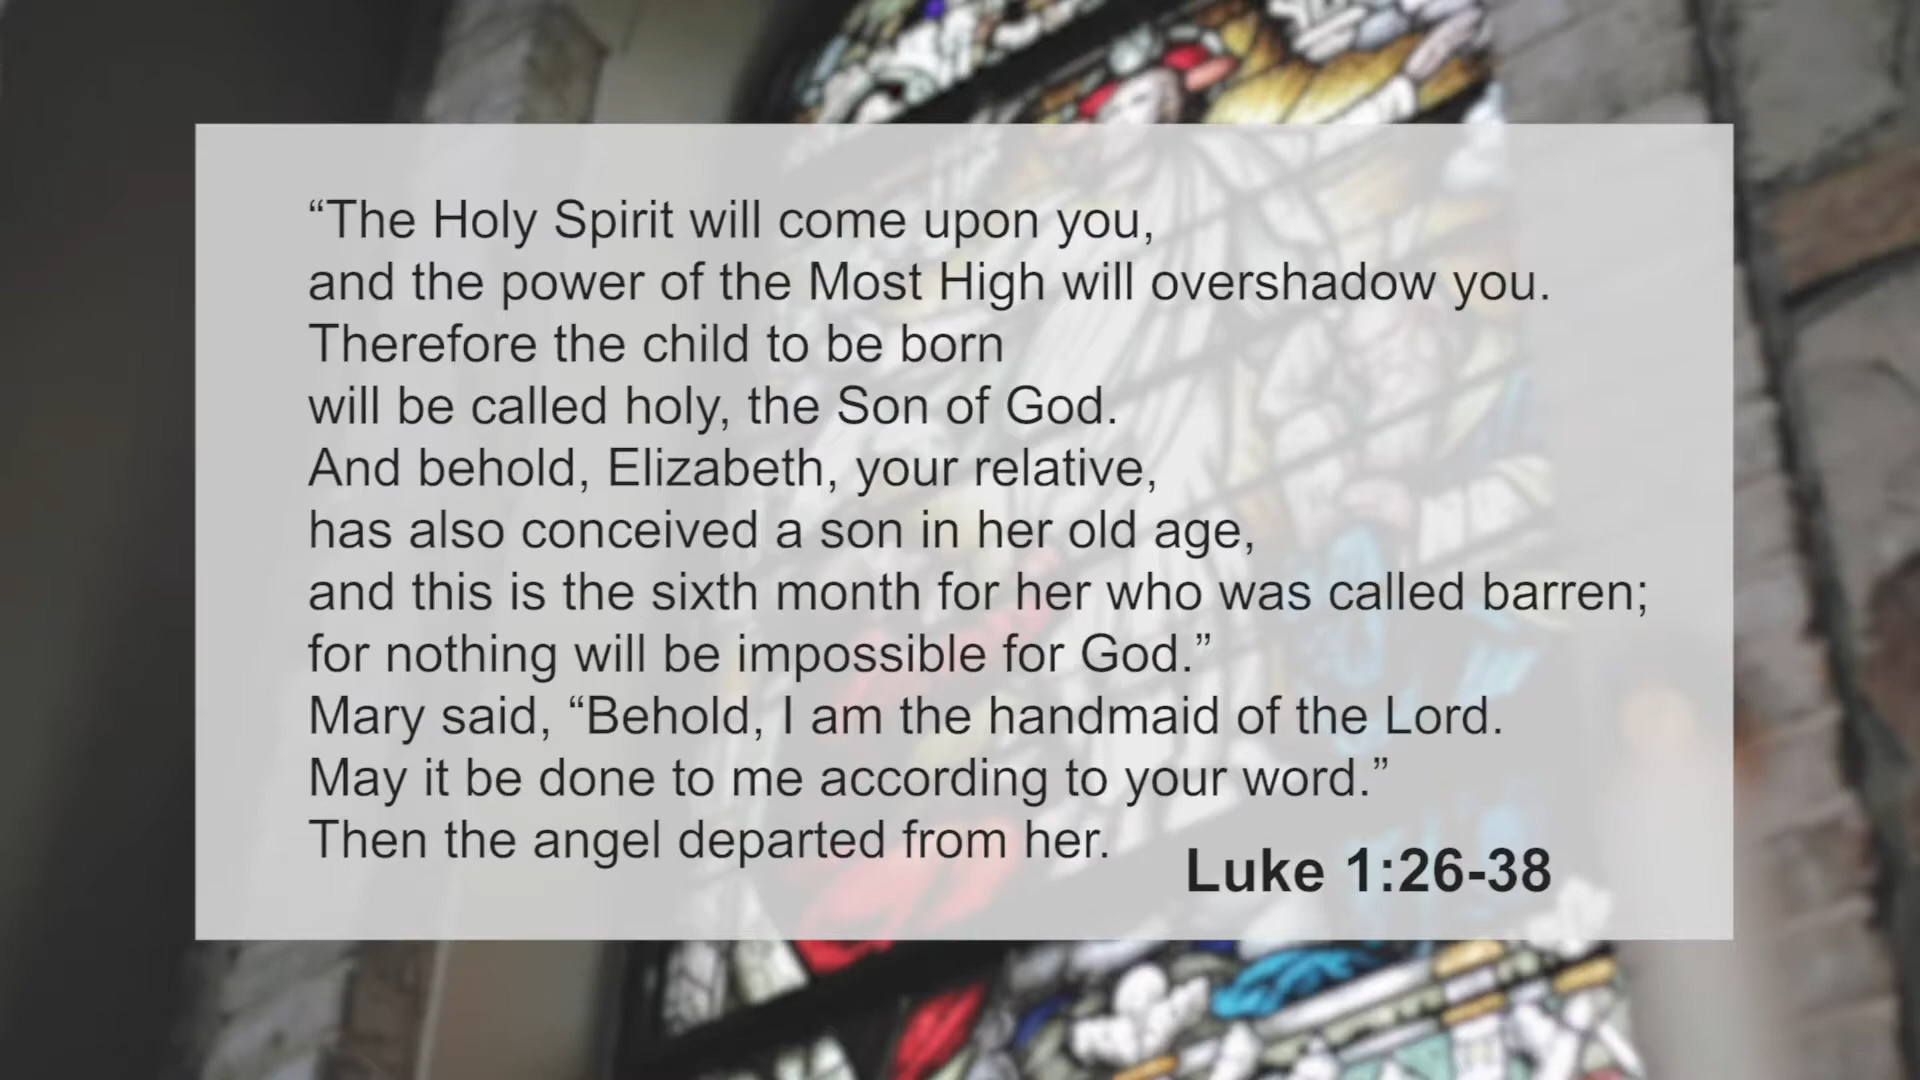 “The Holy Spirit will come upon you,
and the power of the Most High will overshadow you.
Therefore the child to be born
will be called holy, the Son of God.
And behold, Elizabeth, your relative,
has also conceived a son in her old age,
and this is the sixth month for her who was called barren;
for nothing will be impossible for God.”
Mary said, “Behold, I am the handmaid of the Lord.
May it be done to me according to your word.”
Then the angel departed from her.
Luke 1:26-38